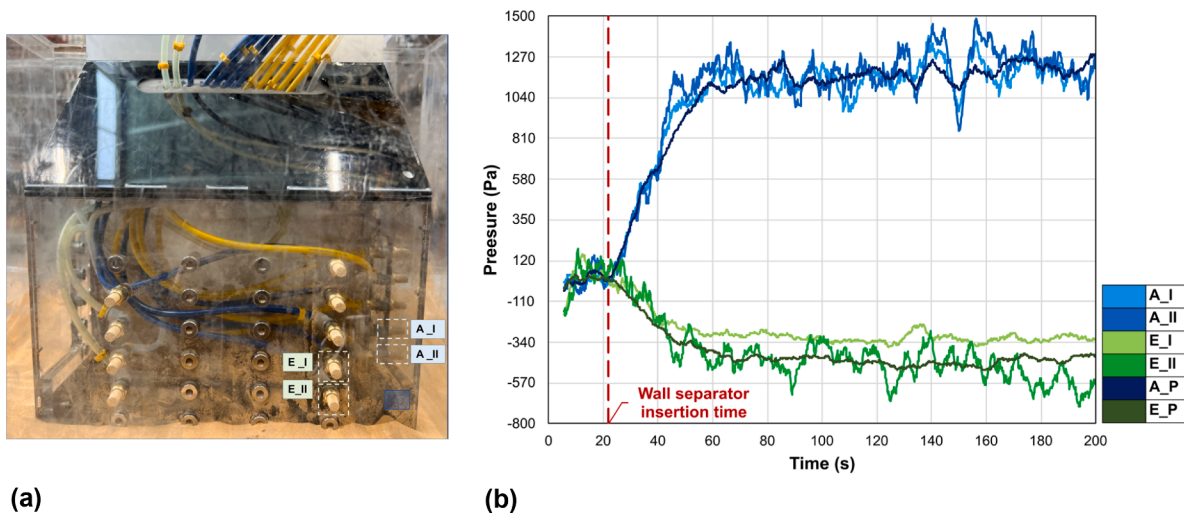 A_I
A_II
E_I
E_II
(a)
Preesure (Pa)
1500
1270
1040
810
580
350
120
-110
-340
-570
-800
Wall separator
insertion time
0
20
40
60
80
100
120
140
160
180
200
Time (s)
A_I
A_II
E_I
E_II
A_P
E_P
(b)